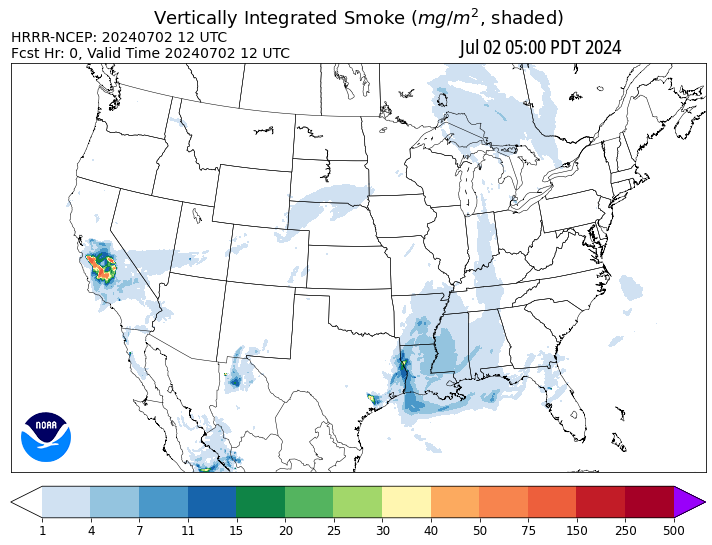 Vertically Integrated Smoke (mg/m², shaded)
HRRR-NCEP: 20240702 12 UTC
Fcst Hr: 0, Valid Time 20240702 12 UTC
Jul 02 05:00 PDT 2024
NOAA
1 4 7 11 15 20 25 30 40 50 75 150 250 500